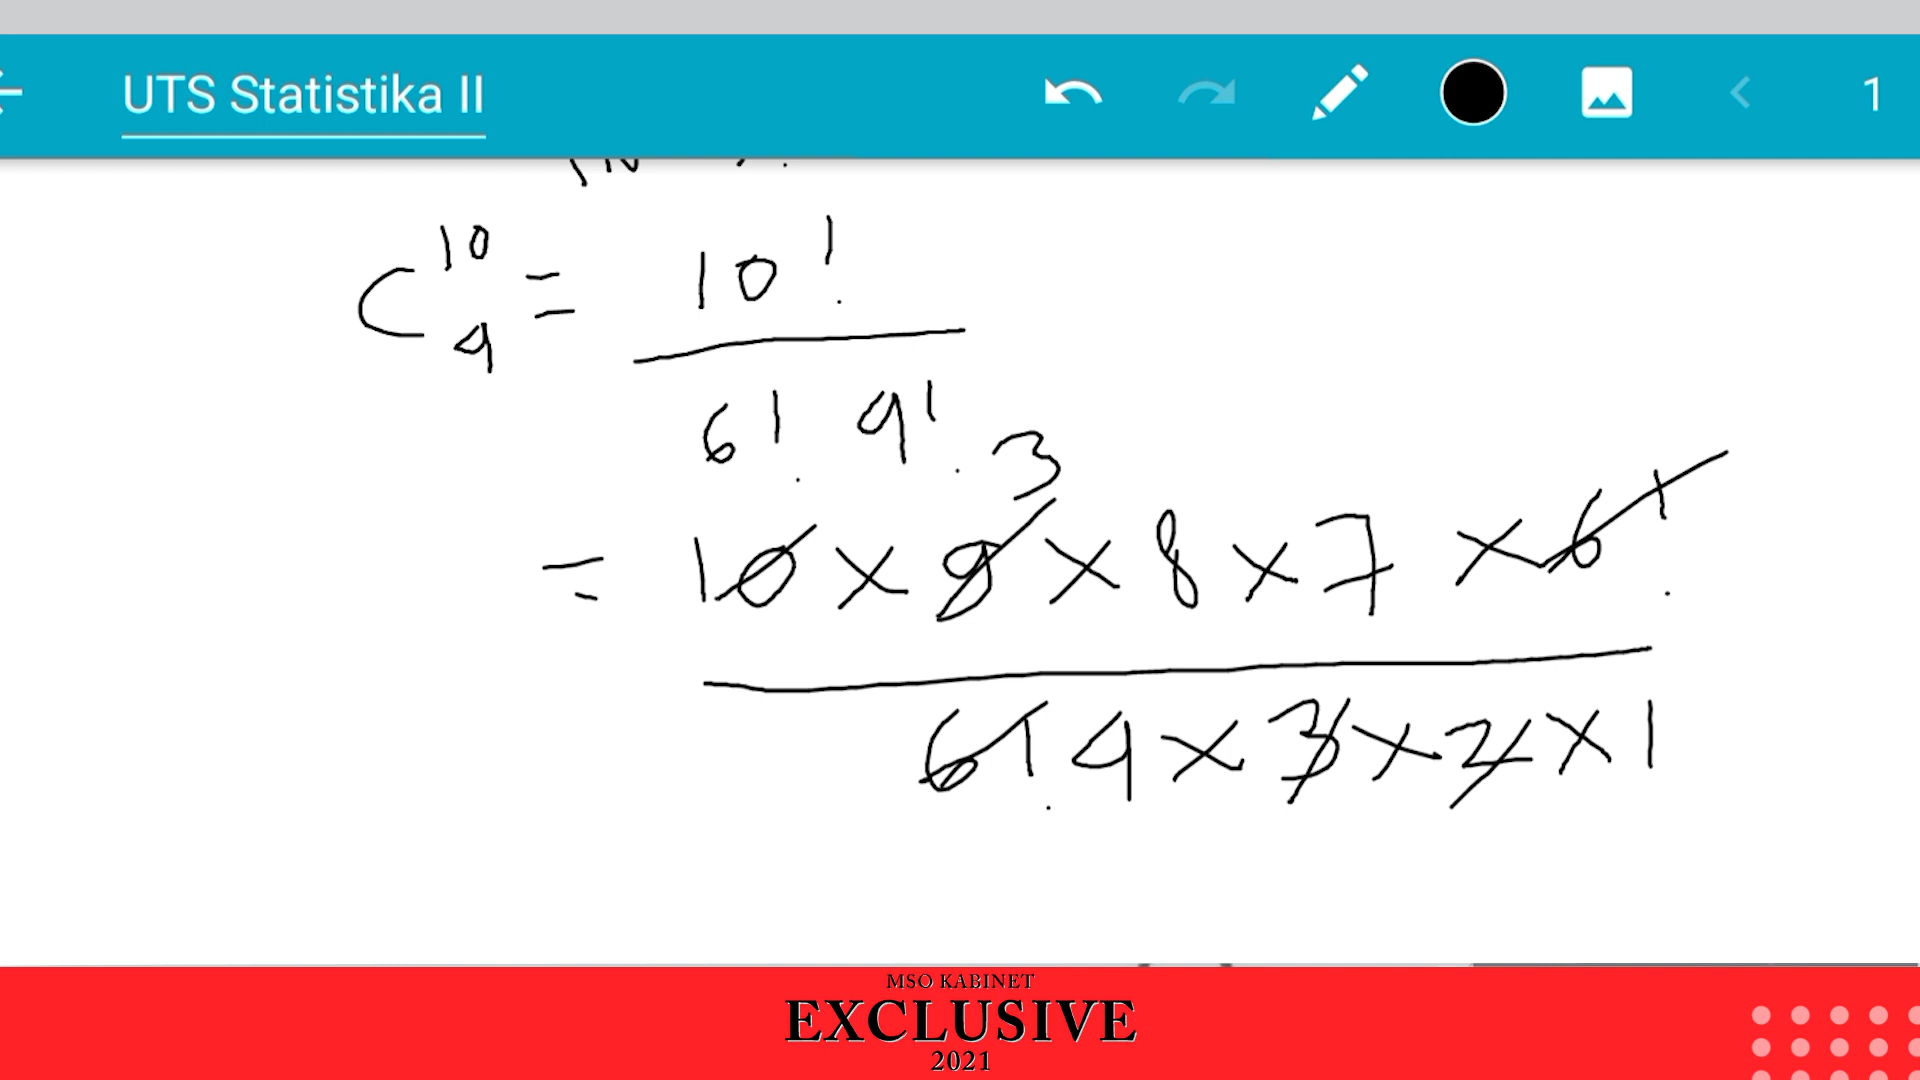 UTS Statistika II
1
C 10 4 = 10!
6! 4!
3
= 10 x 9 x 8 x 7 x 6!
6! 4 x 3 x 2 x 1
MSO KABINET
EXCLUSIVE
2021